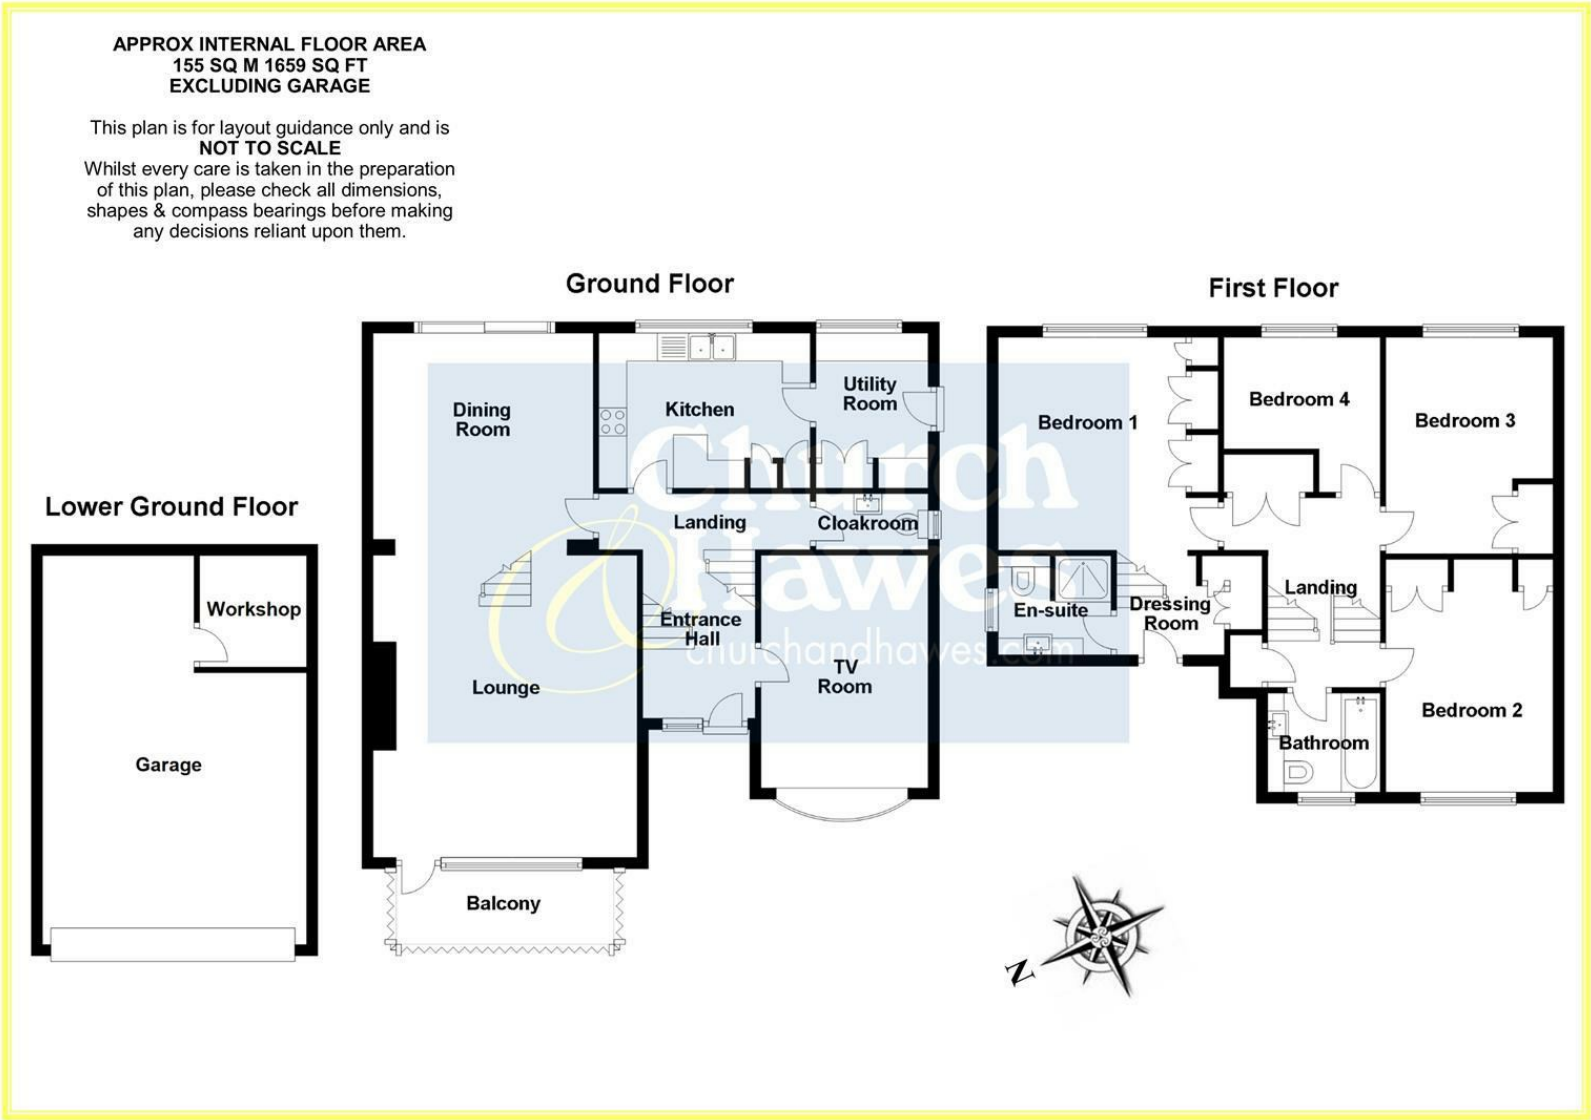 APPROX INTERNAL FLOOR AREA
155 SQ M 1659 SQ FT
EXCLUDING GARAGE
This plan is for layout guidance only and is
NOT TO SCALE
Whilst every care is taken in the preparation
of this plan, please check all dimensions,
shapes & compass bearings before making
any decisions reliant upon them.
Lower Ground Floor
Workshop
Garage
Ground Floor
Dining
Room
Kitchen
Utility
Room
Landing
Cloakroom
Entrance
Hall
Lounge
TV
Room
Balcony
First Floor
Bedroom 1
Bedroom 4
Bedroom 3
En-suite
Dressing
Room
Landing
Bedroom 2
Bathroom
Church
& Hawes
churchandhawes.com
N